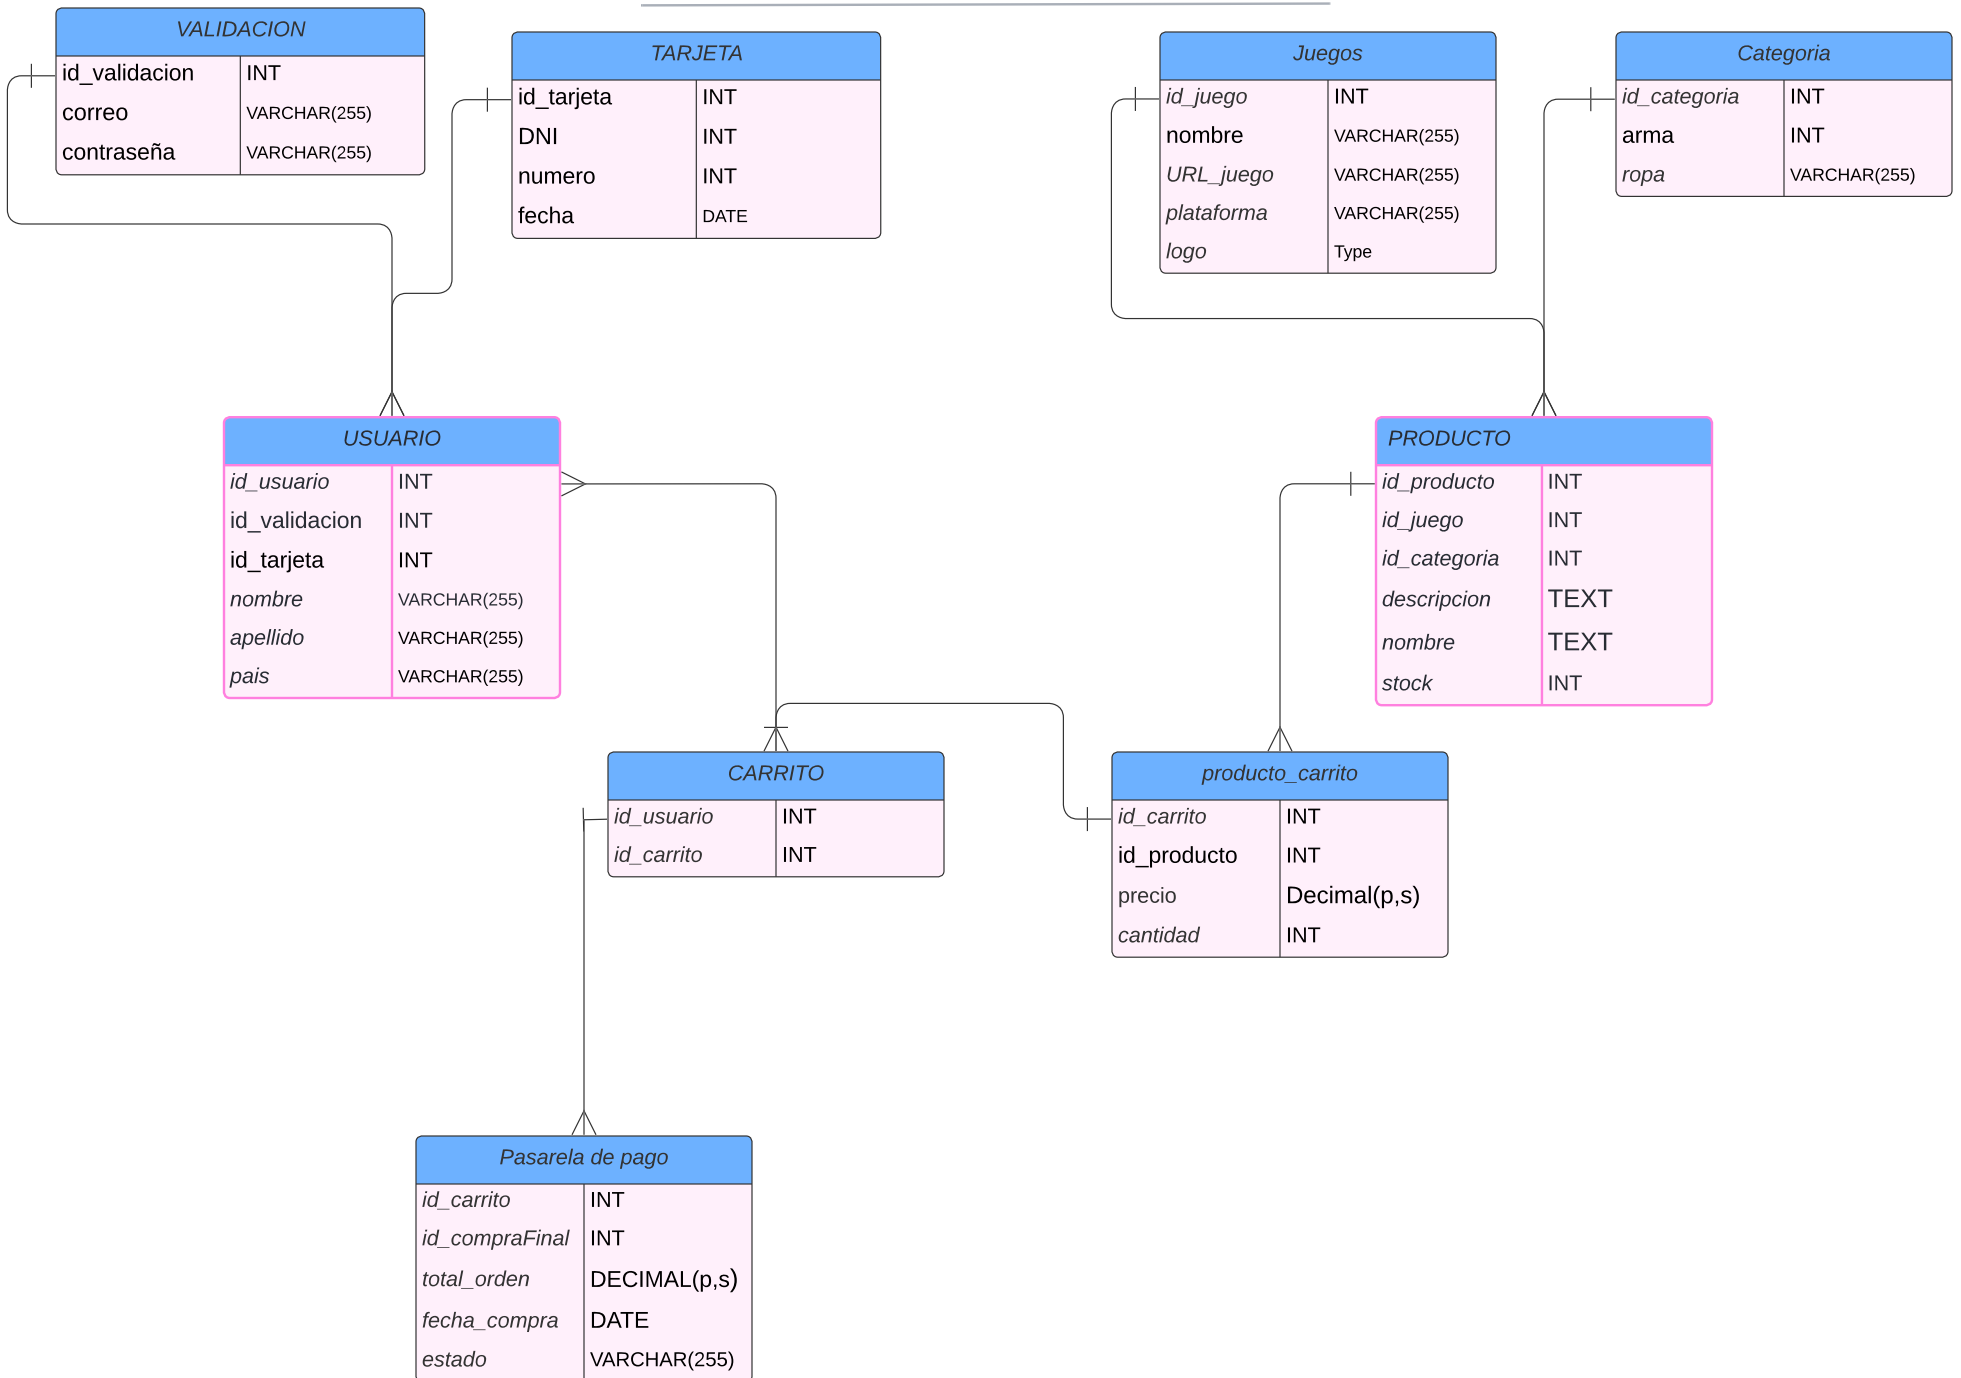 VALIDACION
id_validacion INT
correo VARCHAR(255)
contraseña VARCHAR(255)
TARJETA
id_tarjeta INT
DNI INT
numero INT
fecha DATE
Juegos
id_juego INT
nombre VARCHAR(255)
URL_juego VARCHAR(255)
plataforma VARCHAR(255)
logo Type
Categoria
id_categoria INT
arma INT
ropa VARCHAR(255)
USUARIO
id_usuario INT
id_validacion INT
id_tarjeta INT
nombre VARCHAR(255)
apellido VARCHAR(255)
pais VARCHAR(255)
PRODUCTO
id_producto INT
id_juego INT
id_categoria INT
descripcion TEXT
nombre TEXT
stock INT
CARRITO
id_usuario INT
id_carrito INT
producto_carrito
id_carrito INT
id_producto INT
precio Decimal(p,s)
cantidad INT
Pasarela de pago
id_carrito INT
id_compraFinal INT
total_orden DECIMAL(p,s)
fecha_compra DATE
estado VARCHAR(255)